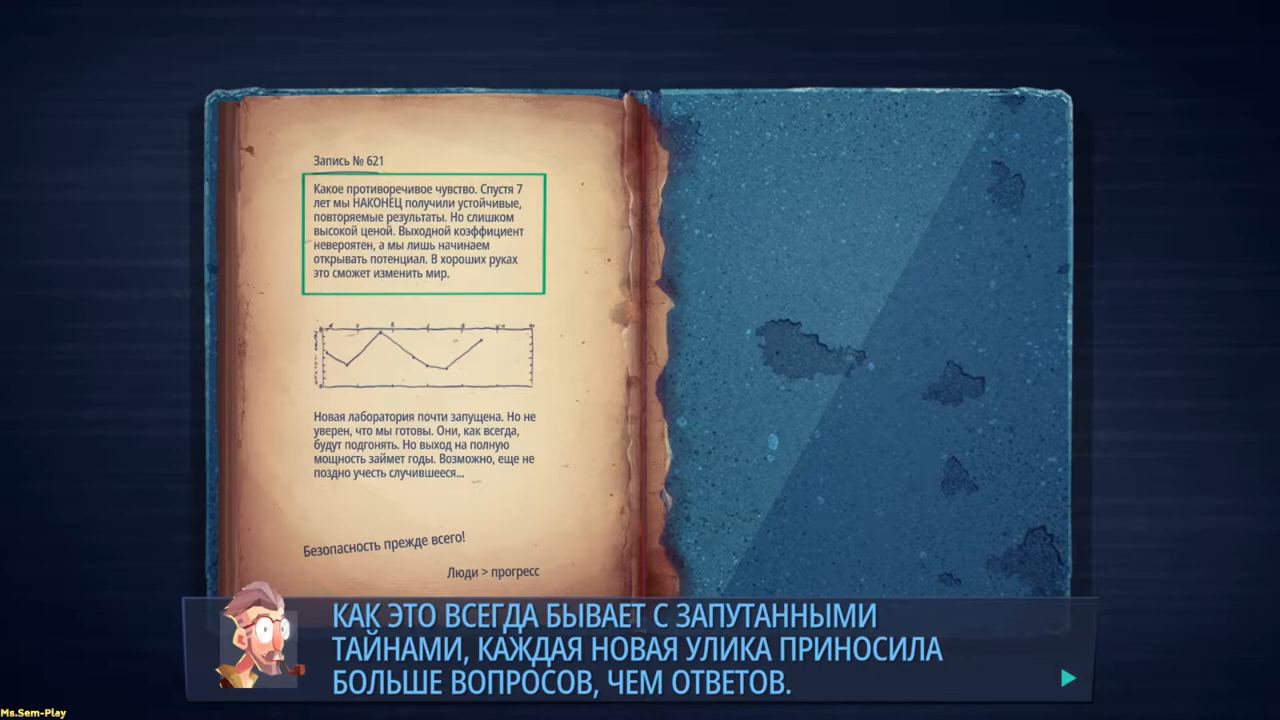 Запись № 621
Какое противоречивое чувство. Спустя 7
лет мы НАКОНЕЦ получили устойчивые,
повторяемые результаты. Но слишком
высокой ценой. Выходной коэффициент
невероятен, а мы лишь начинаем
открывать потенциал. В хороших руках
это сможет изменить мир.
Новая лаборатория почти запущена. Но не
уверен, что мы готовы. Они, как всегда,
будут подгонять. Но выход на полную
мощность займет годы. Возможно, еще не
поздно учесть случившееся...
Безопасность прежде всего!
Люди > прогресс
КАК ЭТО ВСЕГДА БЫВАЕТ С ЗАПУТАННЫМИ
ТАЙНАМИ, КАЖДАЯ НОВАЯ УЛИКА ПРИНОСИЛА
БОЛЬШЕ ВОПРОСОВ, ЧЕМ ОТВЕТОВ.
Ms.Sem-Play